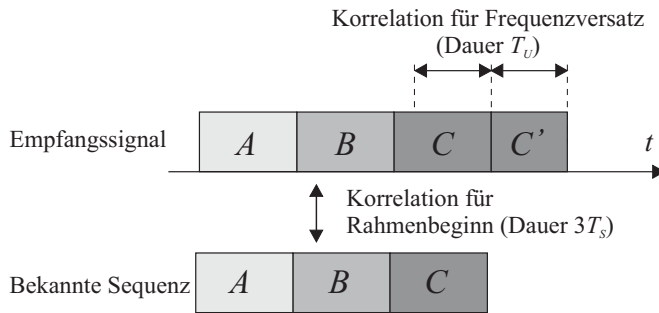 Korrelation für Frequenzversatz
(Dauer T_U)
Empfangssignal
A B C C’
t
Korrelation für
Rahmenbeginn (Dauer 3T_S)
Bekannte Sequenz
A B C